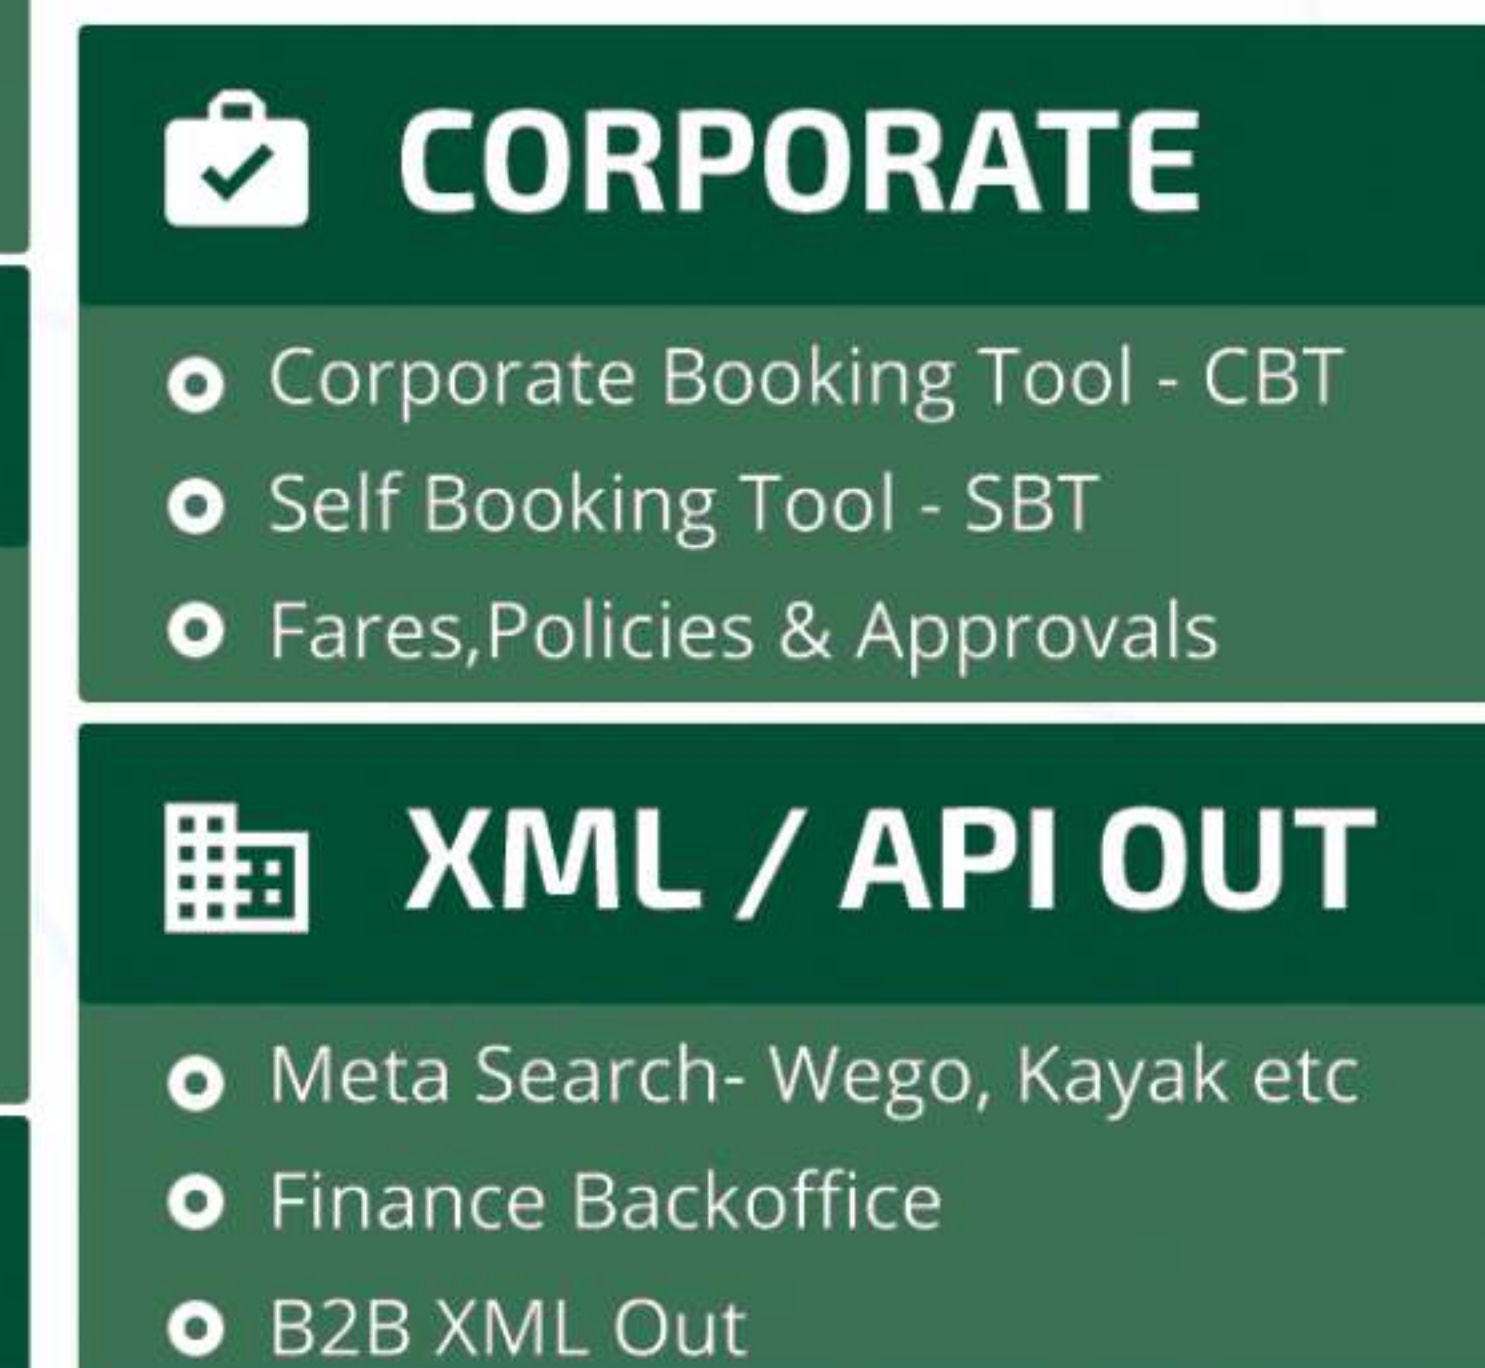 CORPORATE
Corporate Booking Tool - CBT
Self Booking Tool - SBT
Fares,Policies & Approvals
XML / API OUT
Meta Search- Wego, Kayak etc
Finance Backoffice
B2B XML Out